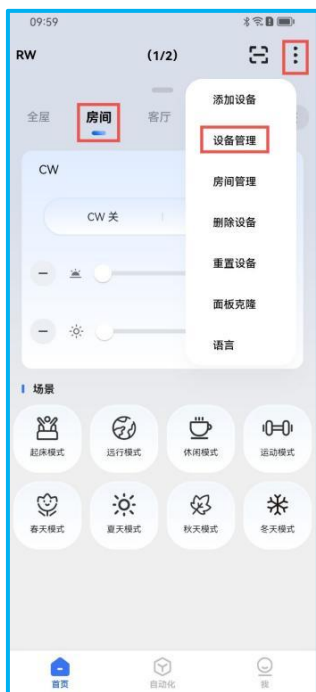 09:59
RW
(1/2)
添加设备
全屋
房间
客厅
设备管理
CW
房间管理
CW 关
删除设备
重置设备
面板克隆
语言
场景
起床模式
远行模式
休闲模式
运动模式
春天模式
夏天模式
秋天模式
冬天模式
首页
自动化
我